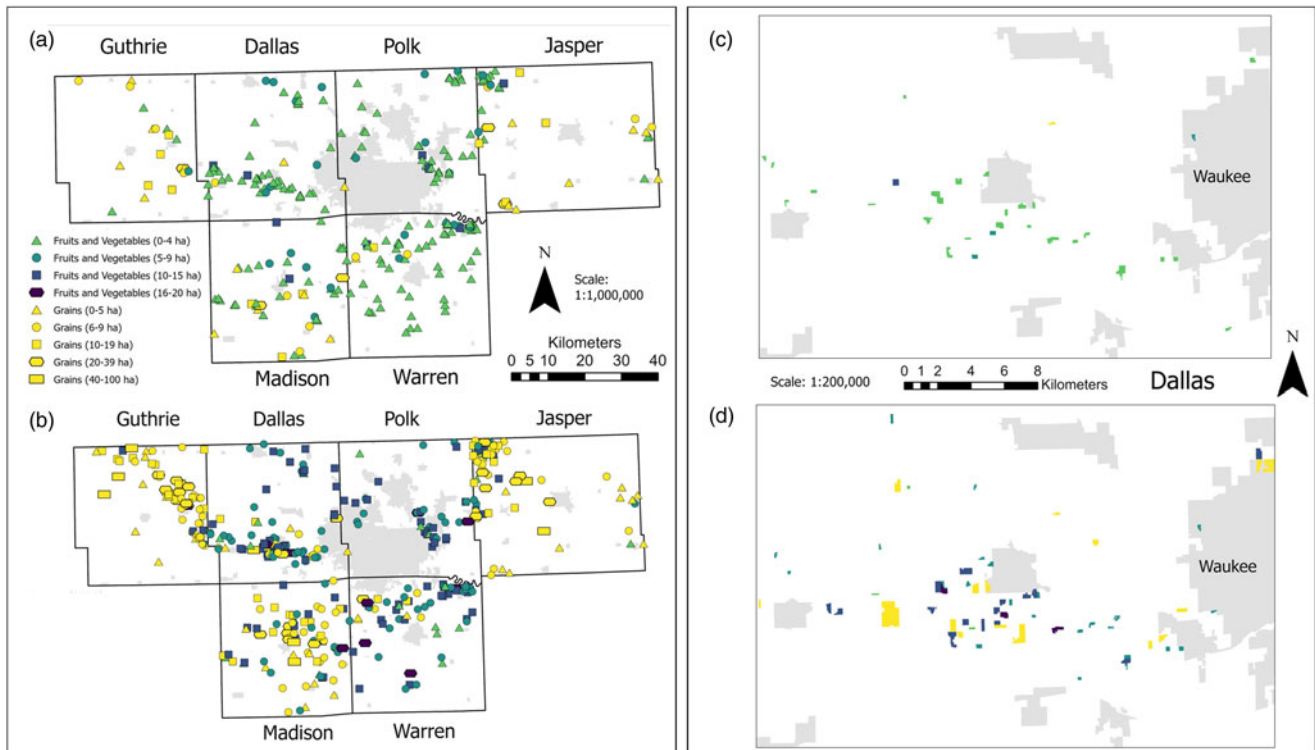 (a)
Guthrie Dallas Polk Jasper
Fruits and Vegetables (0-4 ha)
Fruits and Vegetables (5-9 ha)
Fruits and Vegetables (10-15 ha)
Fruits and Vegetables (16-20 ha)
Grains (0-5 ha)
Grains (6-9 ha)
Grains (10-19 ha)
Grains (20-39 ha)
Grains (40-100 ha)
N
Scale:
1:1,000,000
Kilometers
0 5 10 20 30 40
Madison Warren
(b)
Guthrie Dallas Polk Jasper
Madison Warren
(c)
Waukee
Scale: 1:200,000
0 1 2 4 6 8
Kilometers
Dallas
N
(d)
Waukee